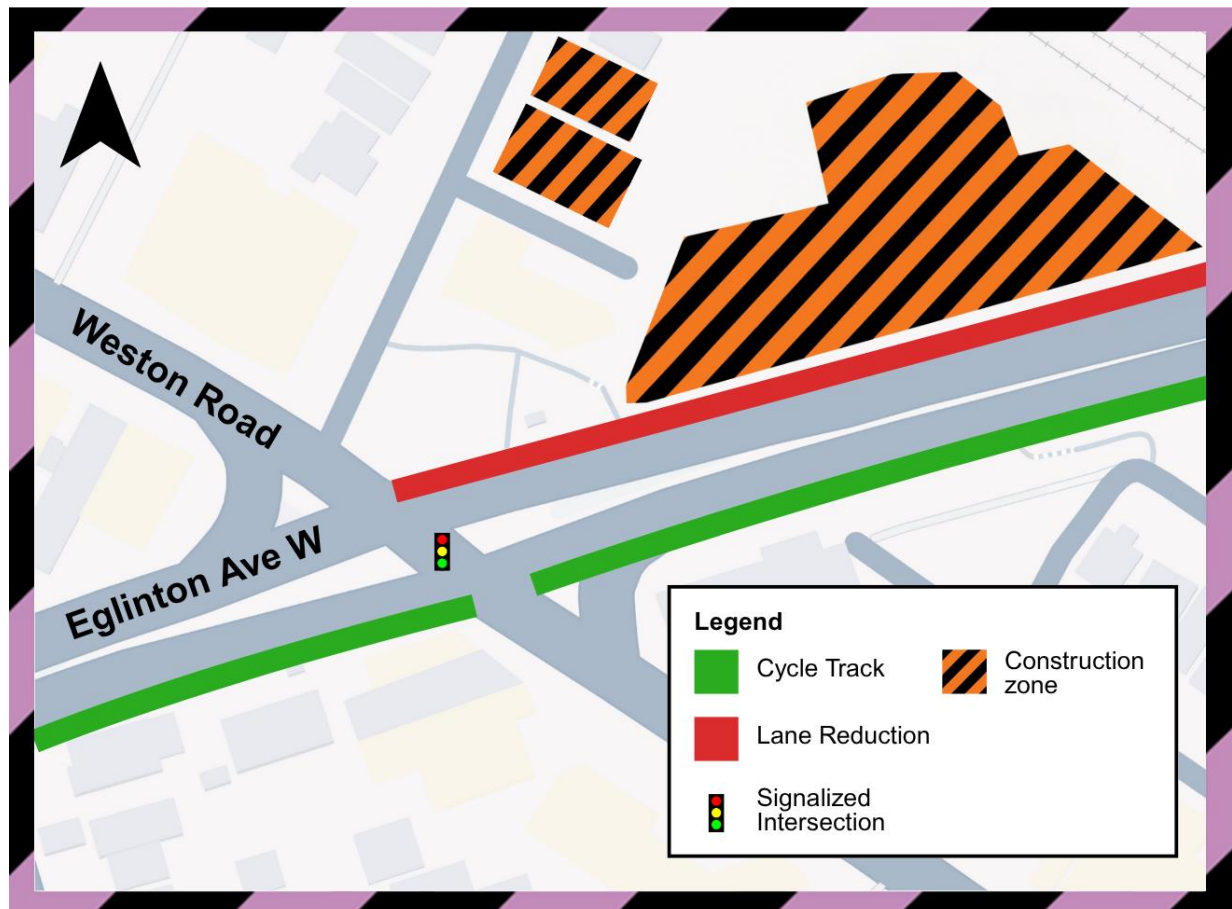 Weston Road
Eglinton Ave W
Legend
Cycle Track
Construction
zone
Lane Reduction
Signalized
Intersection